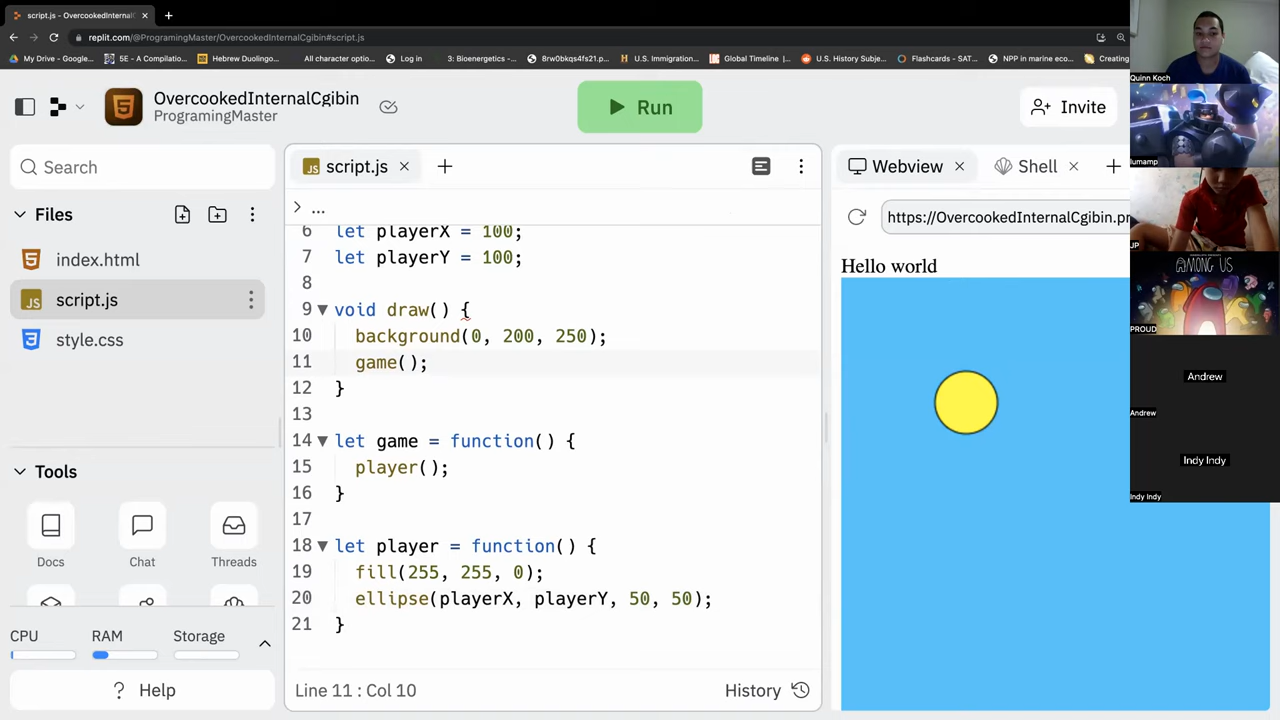 script.js - OvercookedInternalC
replit.com/@ProgramingMaster/OvercookedInternalCgibin#script.js
My Drive - Google...
5E - A Compilatio...
Hebrew Duolingo...
All character optio...
Log in
3: Bioenergetics -...
8rw0bkqs4fs21.p...
U.S. Immigration...
Global Timeline |...
U.S. History Subje...
Flashcards - SAT...
NPP in marine eco...
Creating
OvercookedInternalCgibin
ProgramingMaster
Run
Invite
Search
Files
index.html
script.js
style.css
Tools
Docs
Chat
Threads
CPU
RAM
Storage
? Help
script.js
> ...
6 let playerX = 100;
7 let playerY = 100;
8
9 void draw() {
10 background(0, 200, 250);
11 game();
12 }
13
14 let game = function() {
15 player();
16 }
17
18 let player = function() {
19 fill(255, 255, 0);
20 ellipse(playerX, playerY, 50, 50);
21 }
Line 11 : Col 10
History
Webview
Shell
https://OvercookedInternalCgibin.pr
Hello world
Quinn Koch
lumamp
JP
AMONG US
PROUD
Andrew
Andrew
Indy Indy
Indy Indy